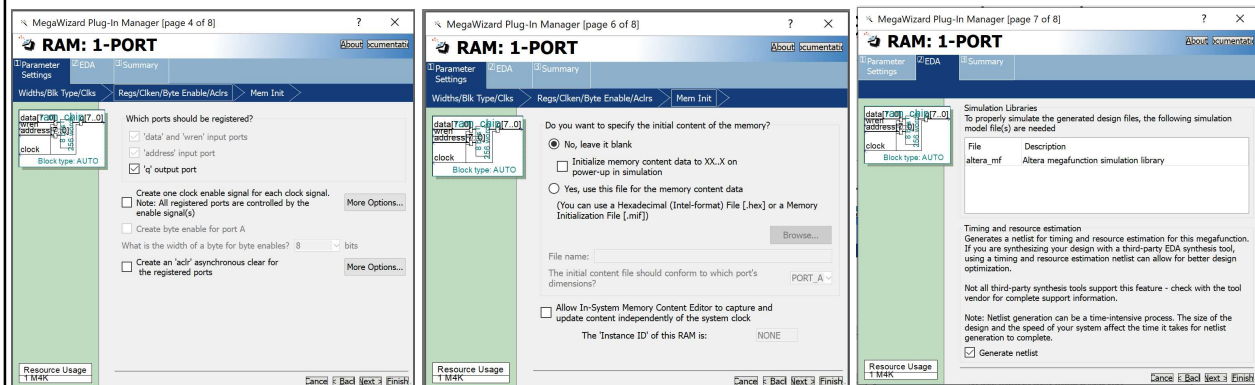 MegaWizard Plug-In Manager [page 4 of 8] ? X
RAM: 1-PORT
About
1 Parameter Settings
2 EDA
3 Summary
Widths/Blk Type/Clks
Regs/Clken/Byte Enable/Aclrs
Mem Init
data[7..0]
wren
address[7..0]
clock
q[7..0]
Block type: AUTO
Which ports should be registered?
'data' and 'wren' input ports
'address' input port
'q' output port
Create one clock enable signal for each clock signal.
Note: All registered ports are controlled by the
enable signal(s)
More Options...
Create byte enable for port A
What is the width of a byte for byte enables? 8 bits
Create an 'aclr' asynchronous clear for
the registered ports
More Options...
Resource Usage
1 M4K
Cance < Bacl Next > Finish
MegaWizard Plug-In Manager [page 6 of 8] ? X
RAM: 1-PORT
About
1 Parameter Settings
2 EDA
3 Summary
Widths/Blk Type/Clks
Regs/Clken/Byte Enable/Aclrs
Mem Init
wren
clock
q[7..0]
Block type: AUTO
Do you want to specify the initial content of the memory?
No, leave it blank
Initialize memory content data to XX..X on
power-up in simulation
Yes, use this file for the memory content data
(You can use a Hexadecimal (Intel-format) File [.hex] or a Memory
Initialization File [.mif])
Browse...
File name:
The initial content file should conform to which port's
dimensions?
PORT_A
Allow In-System Memory Content Editor to capture and
update content independently of the system clock
The 'Instance ID' of this RAM is: NONE
Resource Usage
1 M4K
Cance < Bacl Next > Finish
MegaWizard Plug-In Manager [page 7 of 8] ? X
RAM: 1-PORT
About
1 Parameter Settings
2 EDA
3 Summary
wren
clock
q[7..0]
Block type: AUTO
Simulation Libraries
To properly simulate the generated design files, the following simulation
model file(s) are needed
File Description
altera_mf Altera megafunction simulation library
Timing and resource estimation
Generates a netlist for timing and resource estimation for this megafunction.
If you are synthesizing your design with a third-party EDA synthesis tool,
using a timing and resource estimation netlist can allow for better design
optimization.
Not all third-party synthesis tools support this feature - check with the tool
vendor for complete support information.
Note: Netlist generation can be a time-intensive process. The size of the
design and the speed of your system affect the time it takes for netlist
generation to complete.
Generate netlist
Resource Usage
1 M4K
Cance < Bacl Next > Finish